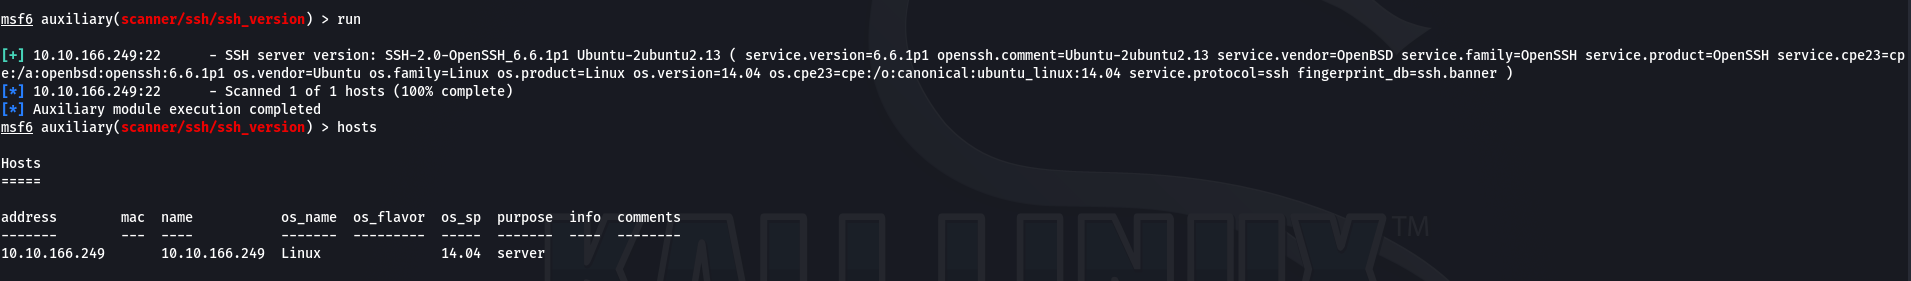 msf6 auxiliary(scanner/ssh/ssh_version) > run
[+] 10.10.166.249:22      - SSH server version: SSH-2.0-OpenSSH_6.6.1p1 Ubuntu-2ubuntu2.13 ( service.version=6.6.1p1 openssh.comment=Ubuntu-2ubuntu2.13 service.vendor=OpenBSD service.family=OpenSSH service.product=OpenSSH service.cpe23=cp
e:/a:openbsd:openssh:6.6.1p1 os.vendor=Ubuntu os.family=Linux os.product=Linux os.version=14.04 os.cpe23=cpe:/o:canonical:ubuntu_linux:14.04 service.protocol=ssh fingerprint_db=ssh.banner )
[*] 10.10.166.249:22      - Scanned 1 of 1 hosts (100% complete)
[*] Auxiliary module execution completed
msf6 auxiliary(scanner/ssh/ssh_version) > hosts
Hosts
=====
address        mac  name           os_name  os_flavor  os_sp  purpose  info  comments
-------        ---  ----           -------  ---------  -----  -------  ----  --------
10.10.166.249       10.10.166.249  Linux               14.04  server
KALI LINUX™